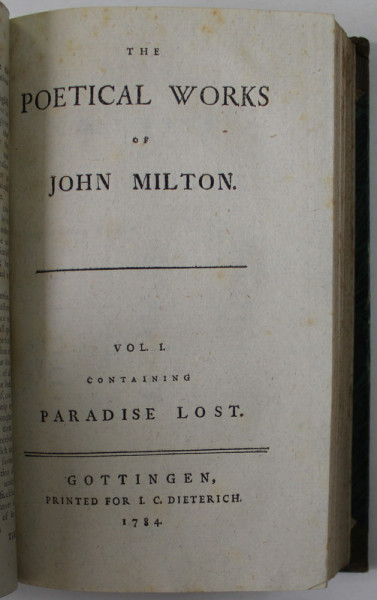 THE
POETICAL WORKS
OF
JOHN MILTON.
VOL. I.
CONTAINING
PARADISE LOST.
GOTTINGEN,
PRINTED FOR I. C. DIETERICH.
1784.